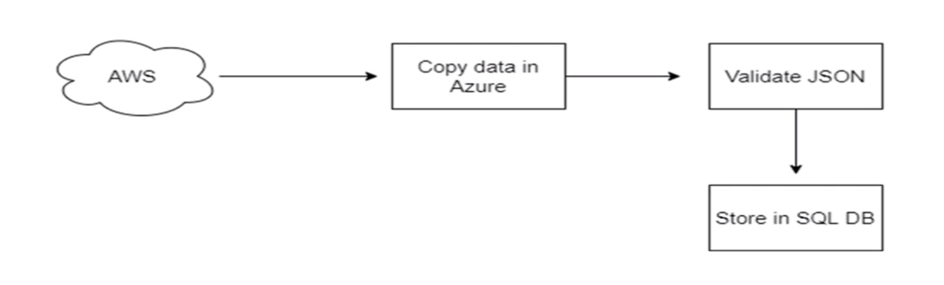 AWS
Copy data in
Azure
Validate JSON
Store in SQL DB